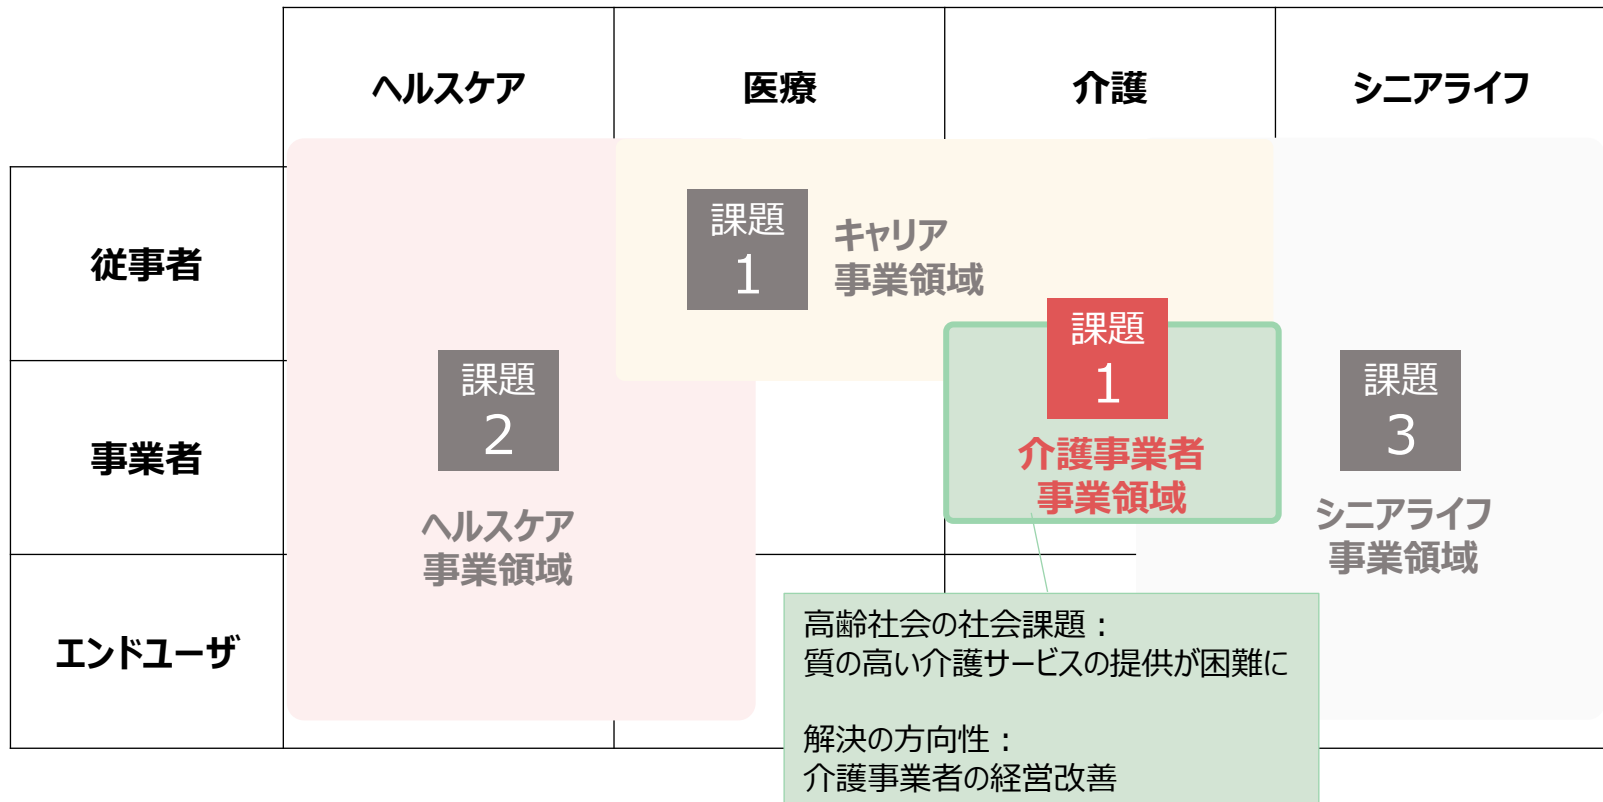 ヘルスケア
医療
介護
シニアライフ
従事者
事業者
エンドユーザ
課題
1
キャリア
事業領域
課題
1
介護事業者
事業領域
課題
2
ヘルスケア
事業領域
課題
3
シニアライフ
事業領域
高齢社会の社会課題：
質の高い介護サービスの提供が困難に
解決の方向性：
介護事業者の経営改善